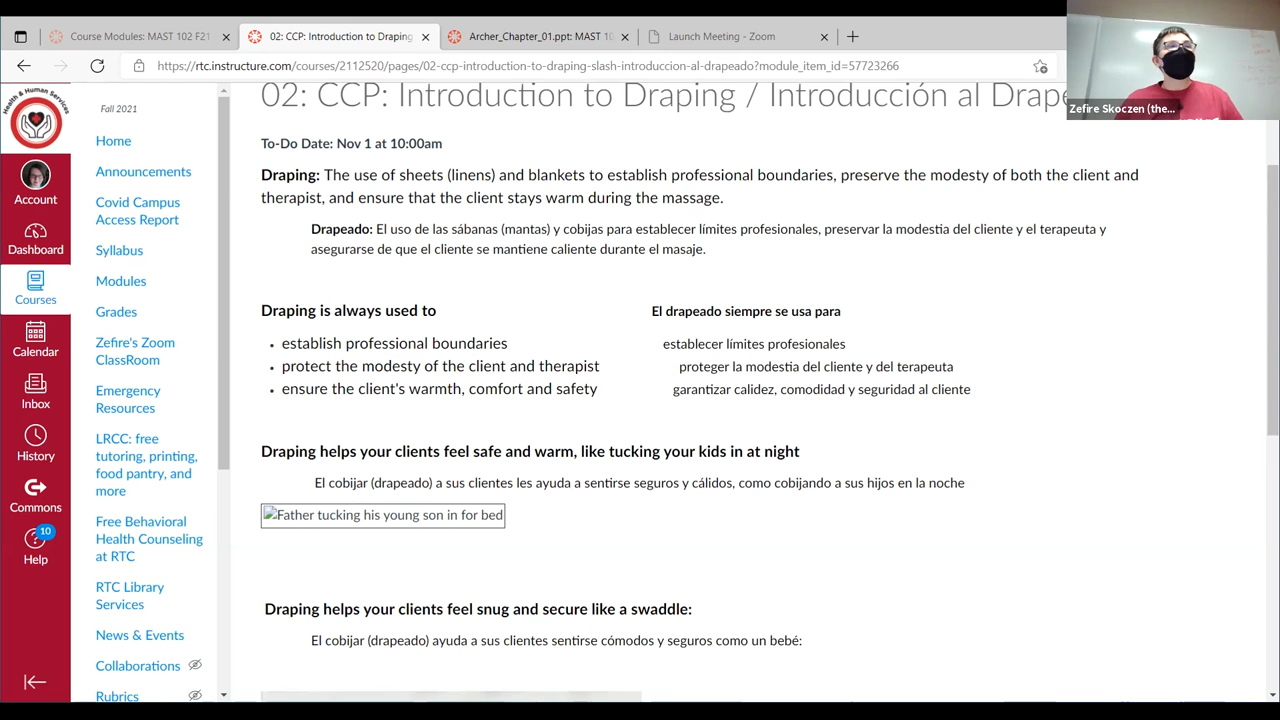 Course Modules: MAST 102 F21
02: CCP: Introduction to Draping
Archer_Chapter_01.ppt: MAST 10
Launch Meeting - Zoom
https://rtc.instructure.com/courses/2112520/pages/02-ccp-introduction-to-draping-slash-introduccion-al-drapeado?module_item_id=57723266
Zefire Skoczen (the...
Health & Human Services
Account
Dashboard
Courses
Calendar
Inbox
History
Commons
10
Help
Fall 2021
Home
Announcements
Covid Campus
Access Report
Syllabus
Modules
Grades
Zefire's Zoom
ClassRoom
Emergency
Resources
LRCC: free
tutoring, printing,
food pantry, and
more
Free Behavioral
Health Counseling
at RTC
RTC Library
Services
News & Events
Collaborations
Rubrics
02: CCP: Introduction to Draping / Introducción al Drape
To-Do Date: Nov 1 at 10:00am
Draping: The use of sheets (linens) and blankets to establish professional boundaries, preserve the modesty of both the client and
therapist, and ensure that the client stays warm during the massage.
Drapeado: El uso de las sábanas (mantas) y cobijas para establecer límites profesionales, preservar la modestia del cliente y el terapeuta y
asegurarse de que el cliente se mantiene caliente durante el masaje.
Draping is always used to
establish professional boundaries
protect the modesty of the client and therapist
ensure the client's warmth, comfort and safety
El drapeado siempre se usa para
establecer límites profesionales
proteger la modestia del cliente y del terapeuta
garantizar calidez, comodidad y seguridad al cliente
Draping helps your clients feel safe and warm, like tucking your kids in at night
El cobijar (drapeado) a sus clientes les ayuda a sentirse seguros y cálidos, como cobijando a sus hijos en la noche
Father tucking his young son in for bed
Draping helps your clients feel snug and secure like a swaddle:
El cobijar (drapeado) ayuda a sus clientes sentirse cómodos y seguros como un bebé: